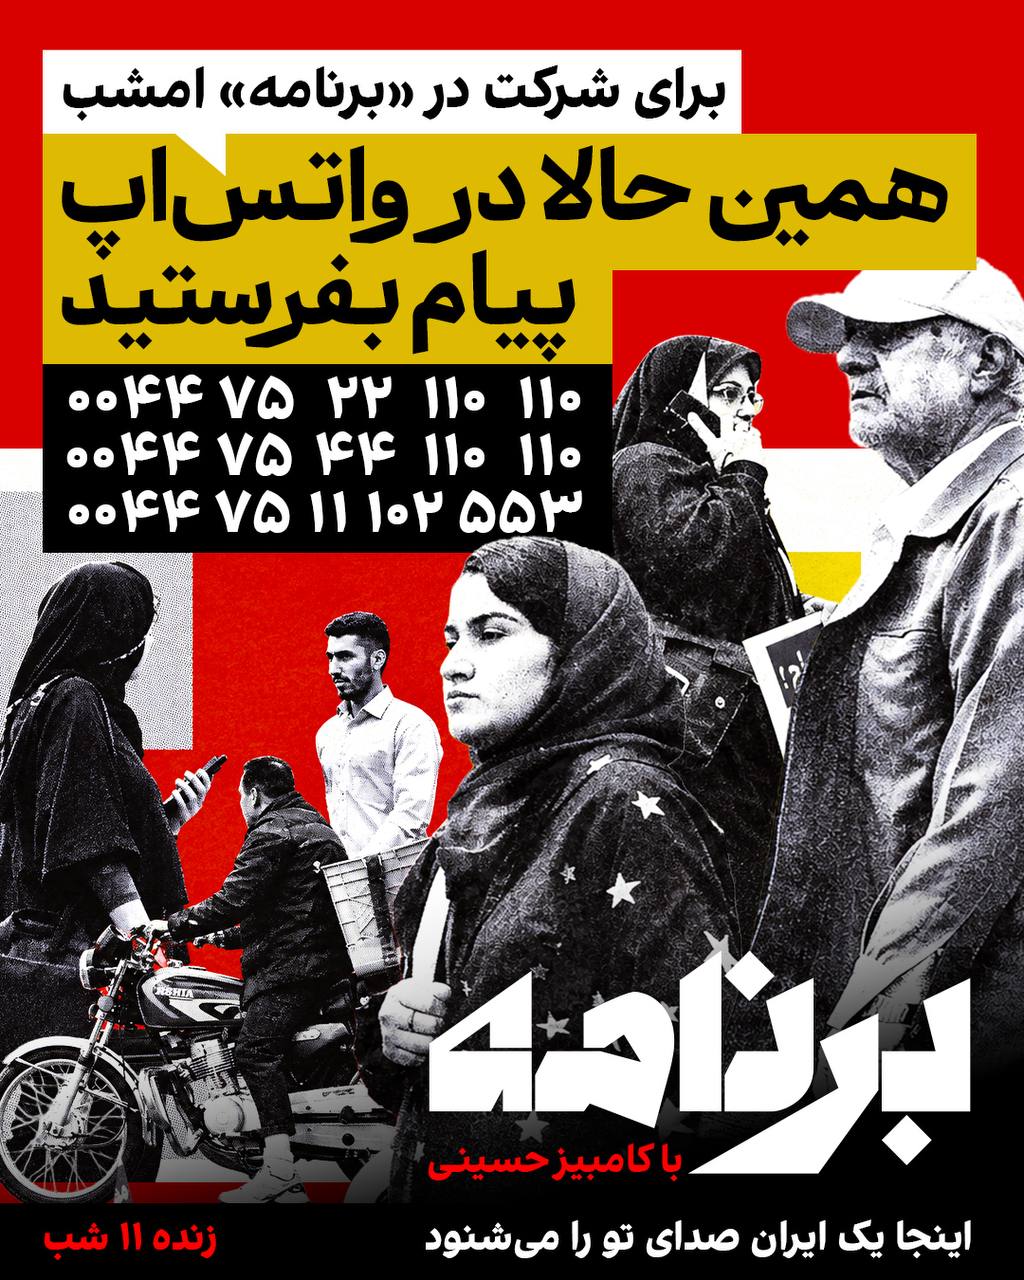 برای شرکت در «برنامه» امشب
همین حالا در واتس‌اپ
پیام بفرستید
۰۰۴۴ ۷۵ ۲۲ ۱۱۰ ۱۱۰
۰۰۴۴ ۷۵ ۴۴ ۱۱۰ ۱۱۰
۰۰۴۴ ۷۵ ۱۱ ۱۰۲ ۵۵۳
برنامه
با کامبیز حسینی
اینجا یک ایران صدای تو را می‌شنود
زنده ۱۱ شب